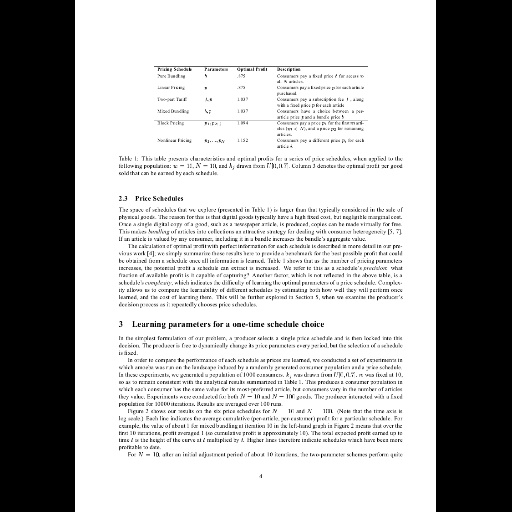 Pricing Schedule Parameters Optimal Profit Description
Pure Bundling b .375 Consumers pay a fixed price for access to
all N articles.
Linear Pricing p .375 Consumers pay a fixed price p for each article
purchased.
Two-part Tariff 1.037 Consumers pay a subscription fee , along
with a fixed price p for each article
Mixed Bundling 1.037 Consumers have a choice between a per-
article price and a bundle price
Block Pricing 1.094 Consumers pay a price for the first arti-
cles and a price for remaining
articles.
Nonlinear Pricing 1.152 Consumers pay a different price for each
article
Table 1: This table presents characteristics and optimal profits for a series of price schedules, when applied to the
following population: N = 10, and drawn from Column 3 denotes the optimal profit per good
sold that can be earned by each schedule.
2.3 Price Schedules
The space of schedules that we explore (presented in Table 1) is larger than that typically considered in the sale of
physical goods. The reason for this is that digital goods typically have a high fixed cost, but negligible marginal cost.
Once a single digital copy of a good, such as a newspaper article, is produced, copies can be made virtually for free.
This makes bundling of articles into collections an attractive strategy for dealing with consumer heterogeneity [3, 7].
If an article is valued by any consumer, including it in a bundle increases the bundle's aggregate value.
The calculation of optimal profit with perfect information for each schedule is described in more detail in our pre-
vious work [4]; we simply summarize those results here to provide a benchmark for the best possible profit that could
be obtained from a schedule once all information is learned. Table 1 shows that as the number of pricing parameters
increases, the potential profit a schedule can extract is increased. We refer to this as a schedule's precision: what
fraction of available profit is it capable of capturing? Another factor, which is not reflected in the above table, is a
schedule's complexity, which indicates the difficulty of learning the optimal parameters of a price schedule. Complex-
ity allows us to compare the learnability of different schedules by estimating both how well they will perform once
learned, and the cost of learning them. This will be further explored in Section 5, when we examine the producer's
decision process as it repeatedly chooses price schedules.
3 Learning parameters for a one-time schedule choice
In the simplest formulation of our problem, a producer selects a single price schedule and is then locked into this
decision. The producer is free to dynamically change its price parameters every period, but the selection of a schedule
is fixed.
In order to compare the performance of each schedule as prices are learned, we conducted a set of experiments in
which amoeba was run on the landscape induced by a randomly generated consumer population and a price schedule.
In these experiments, we generated a population of 1000 consumers. was drawn from was fixed at 10,
so as to remain consistent with the analytical results summarized in Table 1. This produces a consumer population in
which each consumer has the same value for its most-preferred article, but consumers vary in the number of articles
they value. Experiments were conducted for both N = 10 and N = 100 goods. The producer interacted with a fixed
population for 10000 iterations. Results are averaged over 100 runs.
Figure 2 shows our results on the six price schedules for N = 10 and N = 100. (Note that the time axis is
log scale.) Each line indicates the average cumulative (per-article, per-customer) profit for a particular schedule. For
example, the value of about 1 for mixed bundling at iteration 10 in the left-hand graph in Figure 2 means that over the
first 10 iterations, profit averaged 1 (so cumulative profit is approximately 10). The total expected profit earned up to
time t is the height of the curve at t multiplied by t. Higher lines therefore indicate schedules which have been more
profitable to date.
For N = 10, after an initial adjustment period of about 10 iterations, the two-parameter schemes perform quite
4